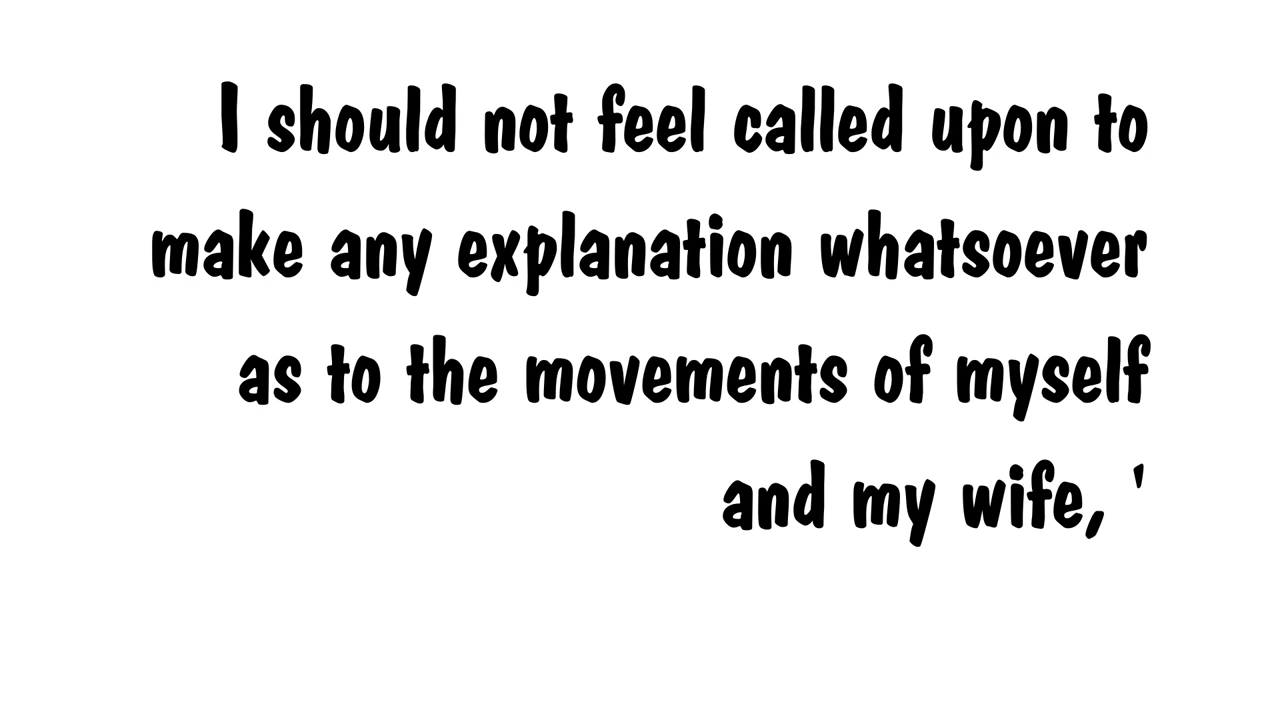 I should not feel called upon to
make any explanation whatsoever
as to the movements of myself
and my wife, '